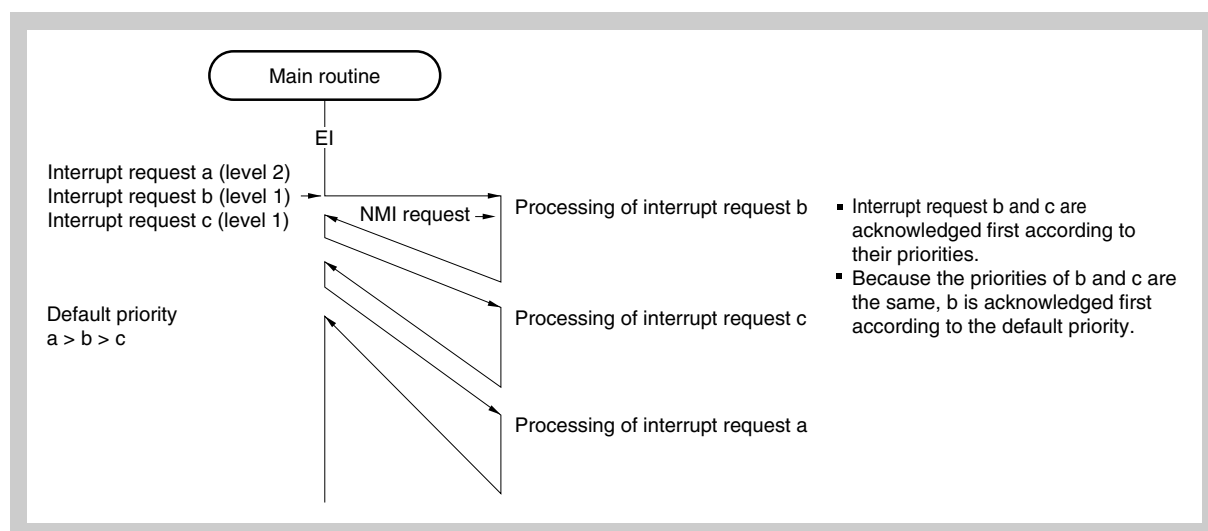 Main routine
EI
Interrupt request a (level 2)
Interrupt request b (level 1)
Interrupt request c (level 1)
NMI request
Processing of interrupt request b
▪ Interrupt request b and c are
acknowledged first according to
their priorities.
▪ Because the priorities of b and c are
the same, b is acknowledged first
according to the default priority.
Default priority
a > b > c
Processing of interrupt request c
Processing of interrupt request a